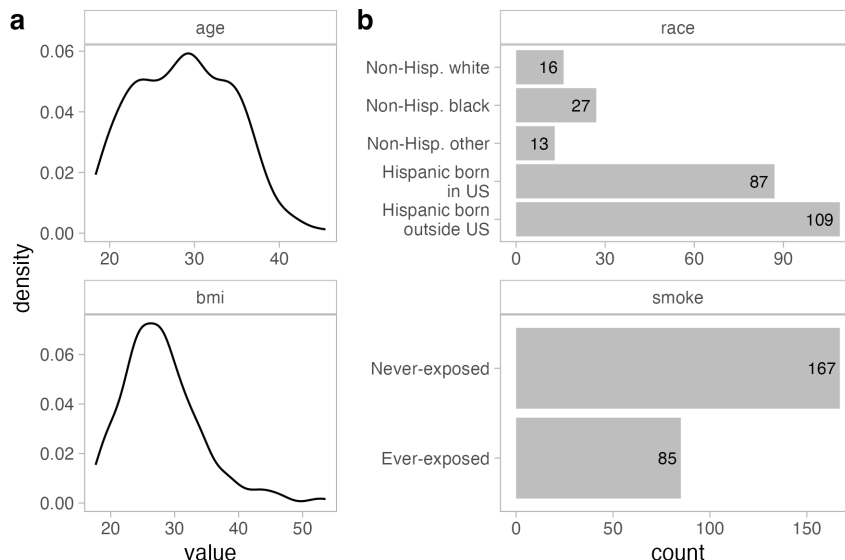 a
age
0.06
0.04
0.02
0.00
20 30 40
density
bmi
0.06
0.04
0.02
0.00
20 30 40 50
value
b
race
Non-Hisp. white 16
Non-Hisp. black 27
Non-Hisp. other 13
Hispanic born
in US
87
Hispanic born
outside US
109
0 30 60 90
smoke
Never-exposed 167
Ever-exposed 85
0 50 100 150
count